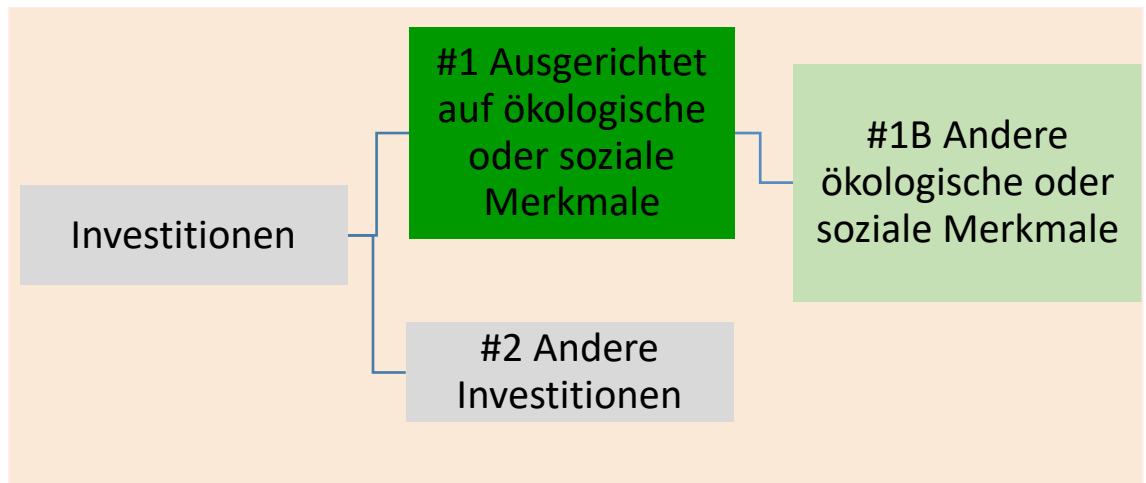 #1 Ausgerichtet
auf ökologische
oder soziale
Merkmale
#1B Andere
ökologische oder
soziale Merkmale
Investitionen
#2 Andere
Investitionen